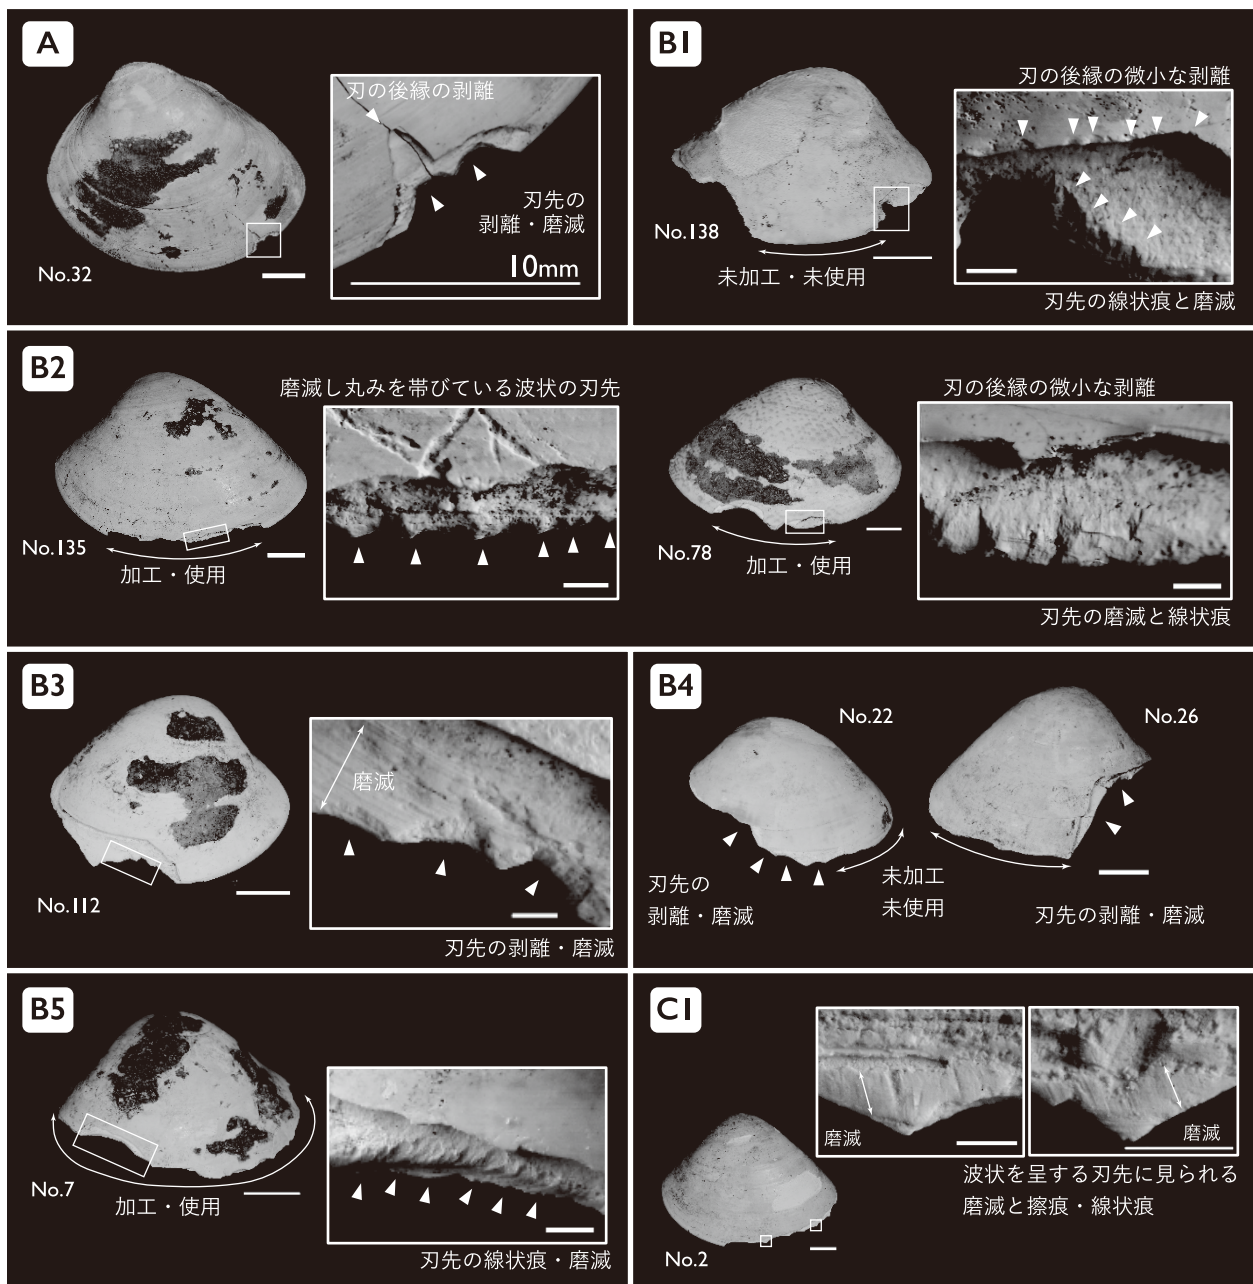 A
刃の後縁の剥離
刃先の
剥離・磨滅
10mm
No.32
B1
刃の後縁の微小な剥離
No.138
未加工・未使用
刃先の線状痕と磨滅
B2
磨滅し丸みを帯びている波状の刃先
No.135
加工・使用
刃の後縁の微小な剥離
No.78
加工・使用
刃先の磨滅と線状痕
B3
磨滅
No.112
刃先の剥離・磨滅
B4
No.22
No.26
刃先の
剥離・磨滅
未加工
未使用
刃先の剥離・磨滅
B5
No.7
加工・使用
刃先の線状痕・磨滅
C1
磨滅
磨滅
波状を呈する刃先に見られる
磨滅と擦痕・線状痕
No.2